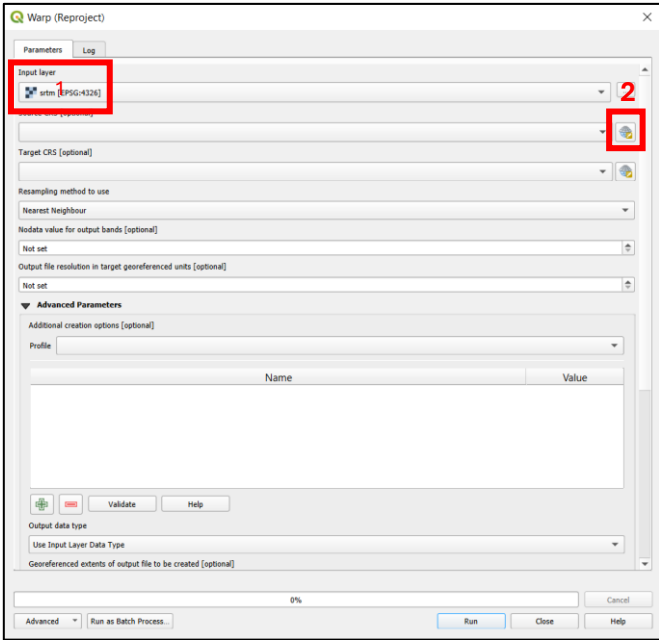 Warp (Reproject)
Parameters Log
Input layer
1
srtm [EPSG:4326]
2
Source CRS [optional]
Target CRS [optional]
Resampling method to use
Nearest Neighbour
Nodata value for output bands [optional]
Not set
Output file resolution in target georeferenced units [optional]
Not set
Advanced Parameters
Additional creation options [optional]
Profile
Name Value
Validate Help
Output data type
Use Input Layer Data Type
Georeferenced extents of output file to be created [optional]
0% Cancel
Advanced Run as Batch Process... Run Close Help